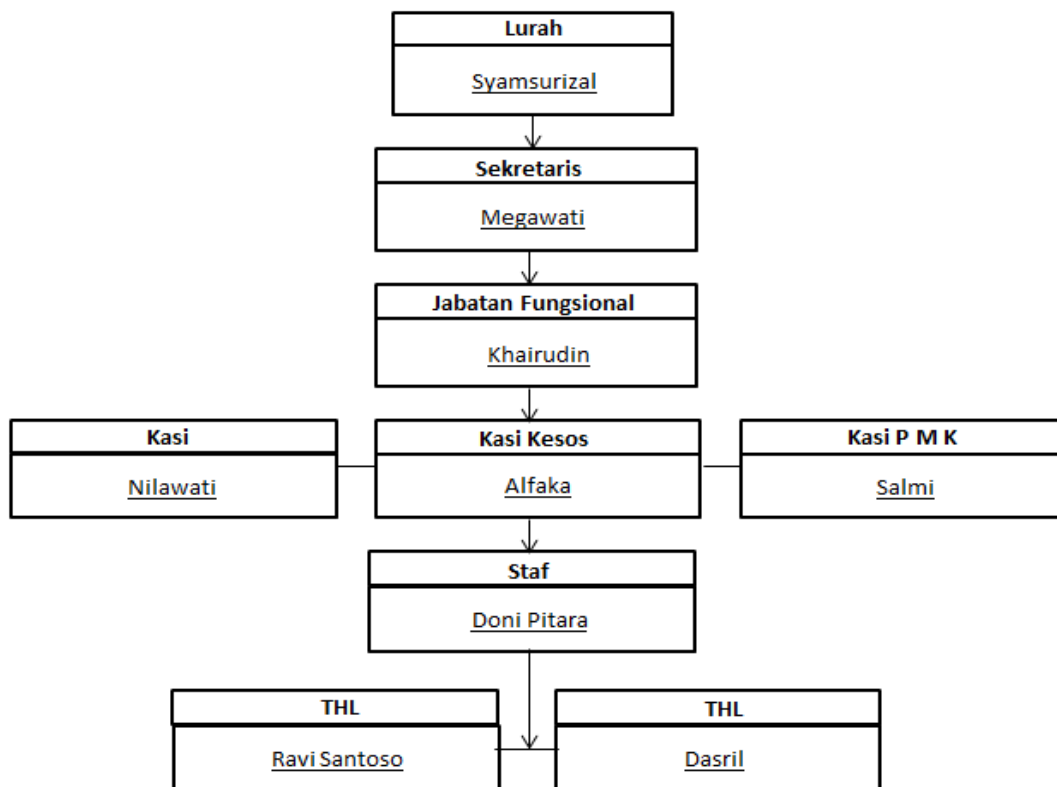 Lurah
Syamsurizal
Sekretaris
Megawati
Jabatan Fungsional
Khairudin
Kasi
Nilawati
Kasi Kesos
Alfaka
Kasi P M K
Salmi
Staf
Doni Pitara
THL
Ravi Santoso
THL
Dasril